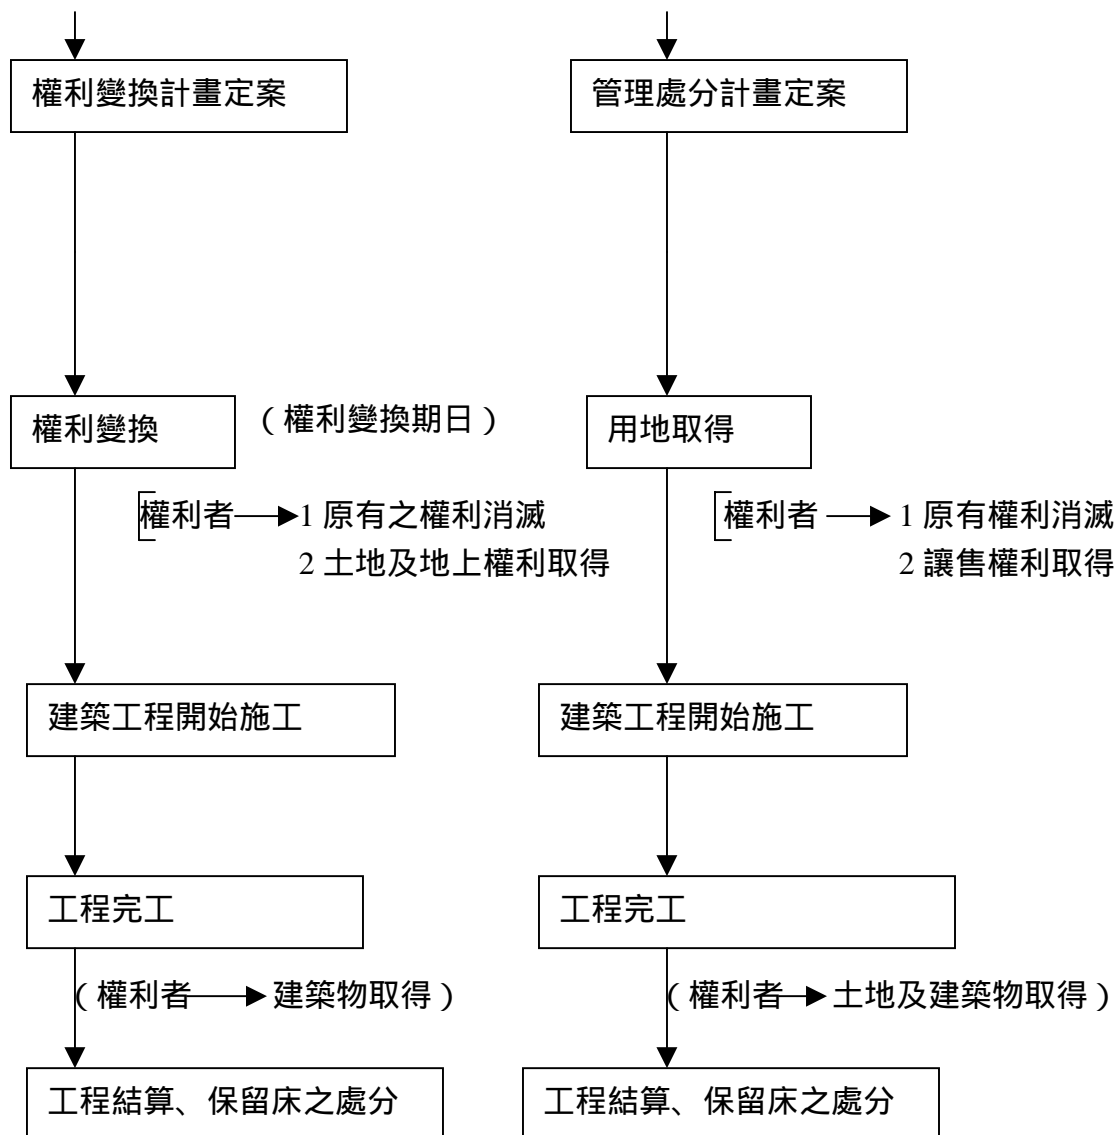 權利變換計畫定案
管理處分計畫定案
權利變換
（權利變換期日）
用地取得
權利者 1 原有之權利消滅
2 土地及地上權利取得
權利者 1 原有權利消滅
2 讓售權利取得
建築工程開始施工
建築工程開始施工
工程完工
工程完工
（權利者 建築物取得）
（權利者 土地及建築物取得）
工程結算、保留床之處分
工程結算、保留床之處分